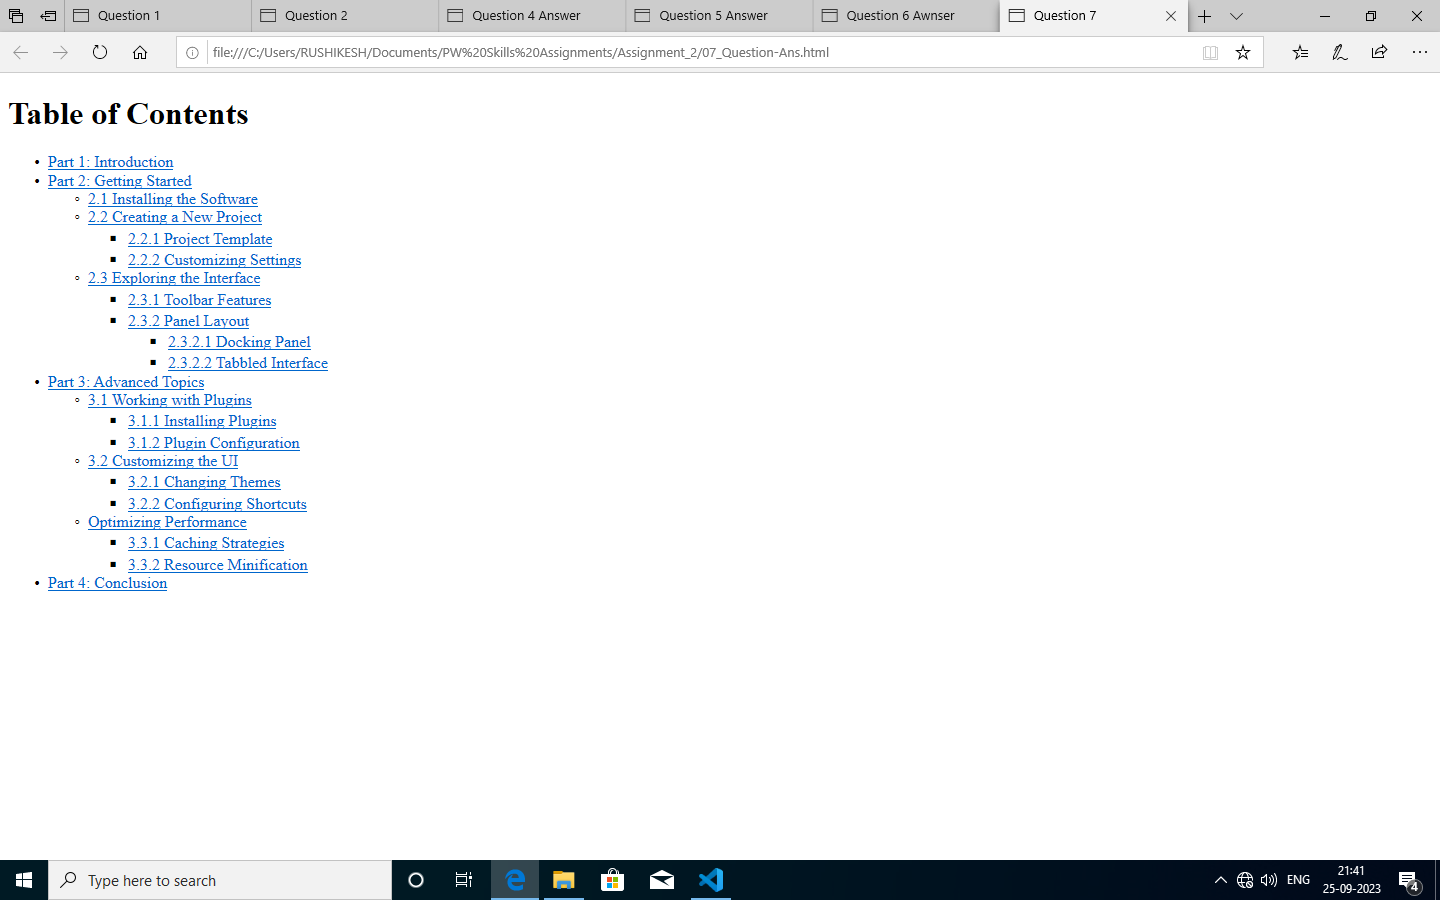 Question 1
Question 2
Question 4 Answer
Question 5 Answer
Question 6 Awnser
Question 7
file:///C:/Users/RUSHIKESH/Documents/PW%20Skills%20Assignments/Assignment_2/07_Question-Ans.html
Table of Contents
Part 1: Introduction
Part 2: Getting Started
2.1 Installing the Software
2.2 Creating a New Project
2.2.1 Project Template
2.2.2 Customizing Settings
2.3 Exploring the Interface
2.3.1 Toolbar Features
2.3.2 Panel Layout
2.3.2.1 Docking Panel
2.3.2.2 Tabbled Interface
Part 3: Advanced Topics
3.1 Working with Plugins
3.1.1 Installing Plugins
3.1.2 Plugin Configuration
3.2 Customizing the UI
3.2.1 Changing Themes
3.2.2 Configuring Shortcuts
Optimizing Performance
3.3.1 Caching Strategies
3.3.2 Resource Minification
Part 4: Conclusion
Type here to search
ENG
21:41
25-09-2023
4